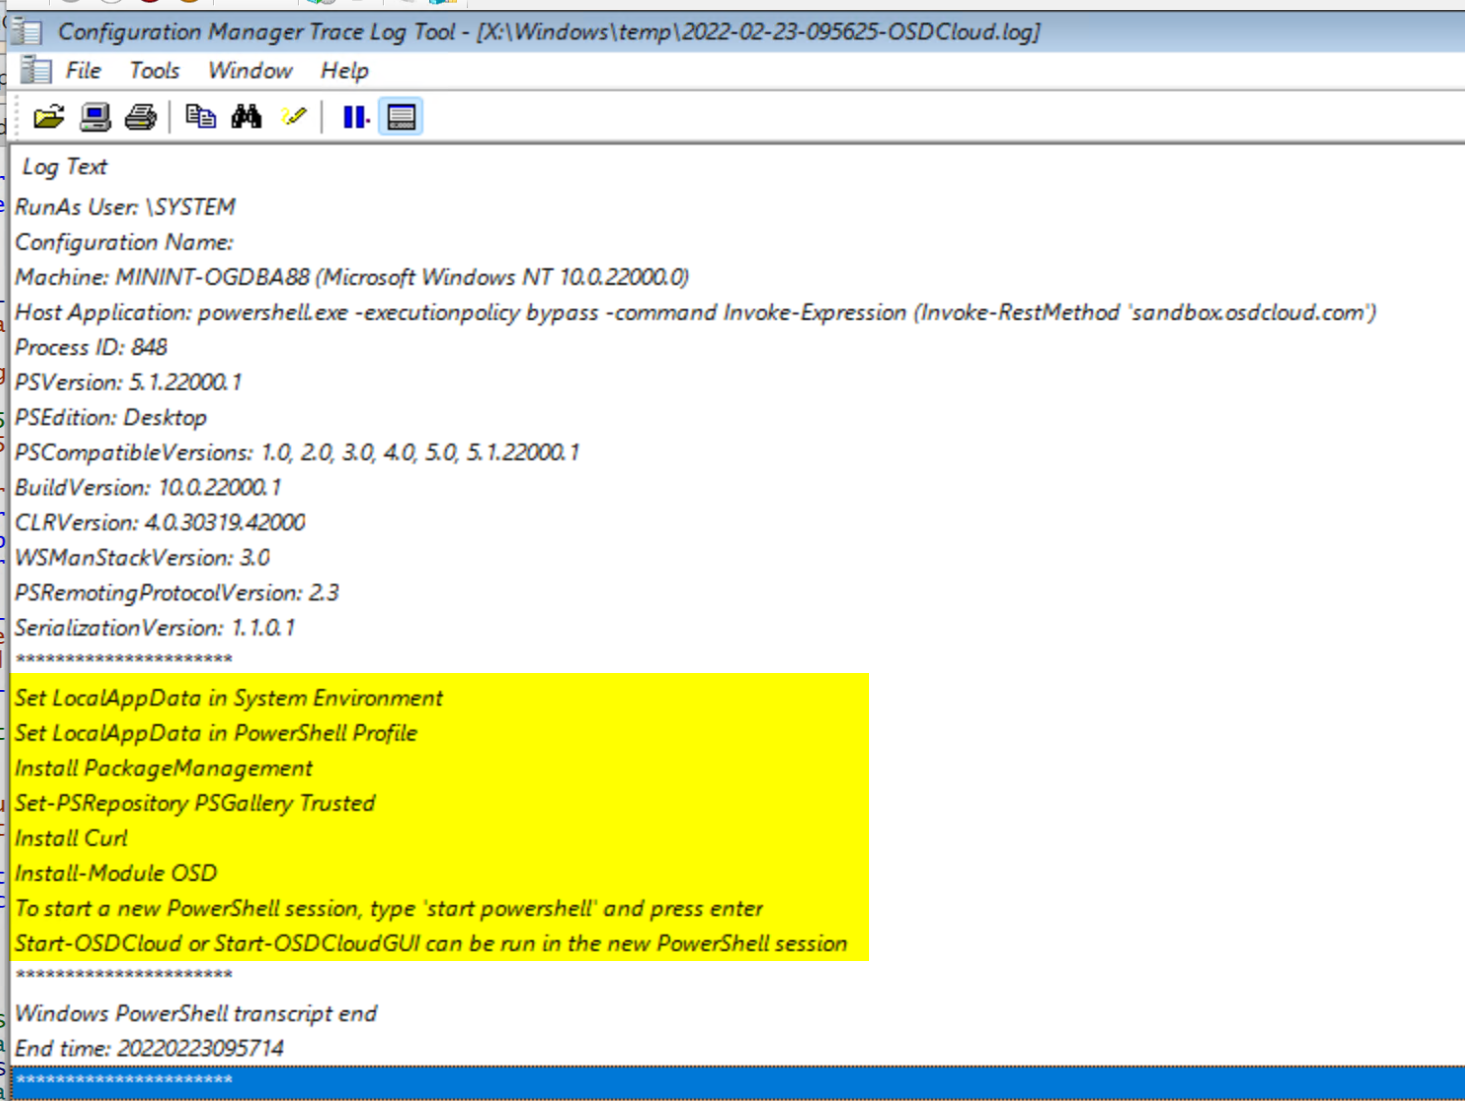 Configuration Manager Trace Log Tool - [X:\Windows\temp\2022-02-23-095625-OSDCloud.log]
File Tools Window Help
Log Text
RunAs User: \SYSTEM
Configuration Name:
Machine: MININT-OGDBA88 (Microsoft Windows NT 10.0.22000.0)
Host Application: powershell.exe -executionpolicy bypass -command Invoke-Expression (Invoke-RestMethod 'sandbox.osdcloud.com')
Process ID: 848
PSVersion: 5.1.22000.1
PSEdition: Desktop
PSCompatibleVersions: 1.0, 2.0, 3.0, 4.0, 5.0, 5.1.22000.1
BuildVersion: 10.0.22000.1
CLRVersion: 4.0.30319.42000
WSManStackVersion: 3.0
PSRemotingProtocolVersion: 2.3
SerializationVersion: 1.1.0.1
**********************
Set LocalAppData in System Environment
Set LocalAppData in PowerShell Profile
Install PackageManagement
Set-PSRepository PSGallery Trusted
Install Curl
Install-Module OSD
To start a new PowerShell session, type 'start powershell' and press enter
Start-OSDCloud or Start-OSDCloudGUI can be run in the new PowerShell session
**********************
Windows PowerShell transcript end
End time: 20220223095714
**********************